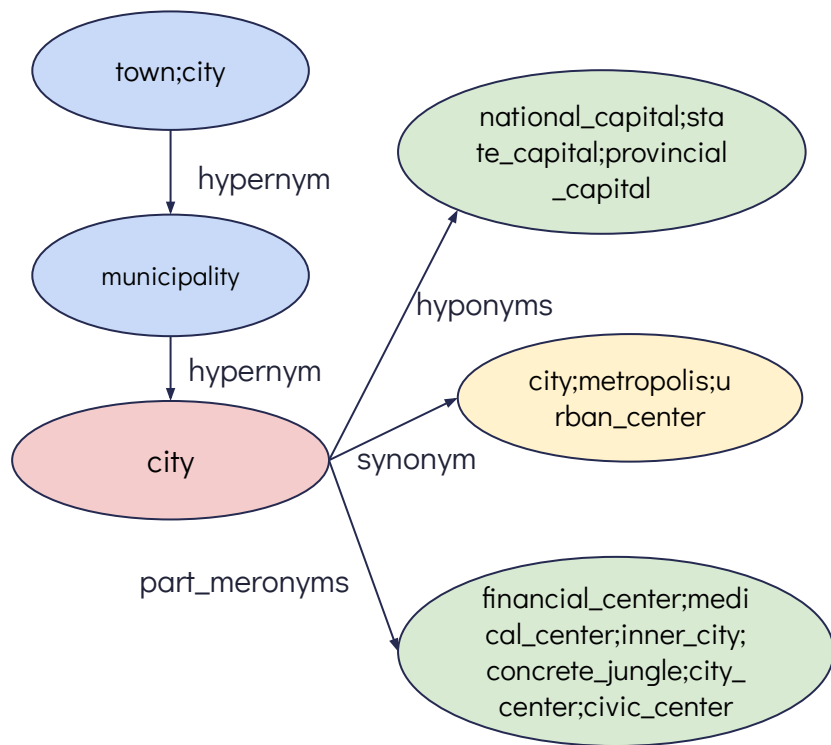 town;city
hypernym
municipality
hypernym
city
national_capital;sta
te_capital;provincial
_capital
hyponyms
city;metropolis;u
rban_center
synonym
part_meronyms
financial_center;medi
cal_center;inner_city;
concrete_jungle;city_
center;civic_center